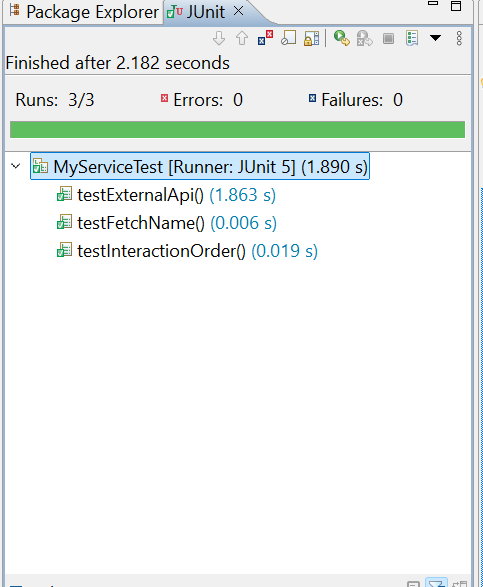 Package Explorer JUnit
Finished after 2.182 seconds
Runs: 3/3 Errors: 0 Failures: 0
MyServiceTest [Runner: JUnit 5] (1.890 s)
testExternalApi() (1.863 s)
testFetchName() (0.006 s)
testInteractionOrder() (0.019 s)